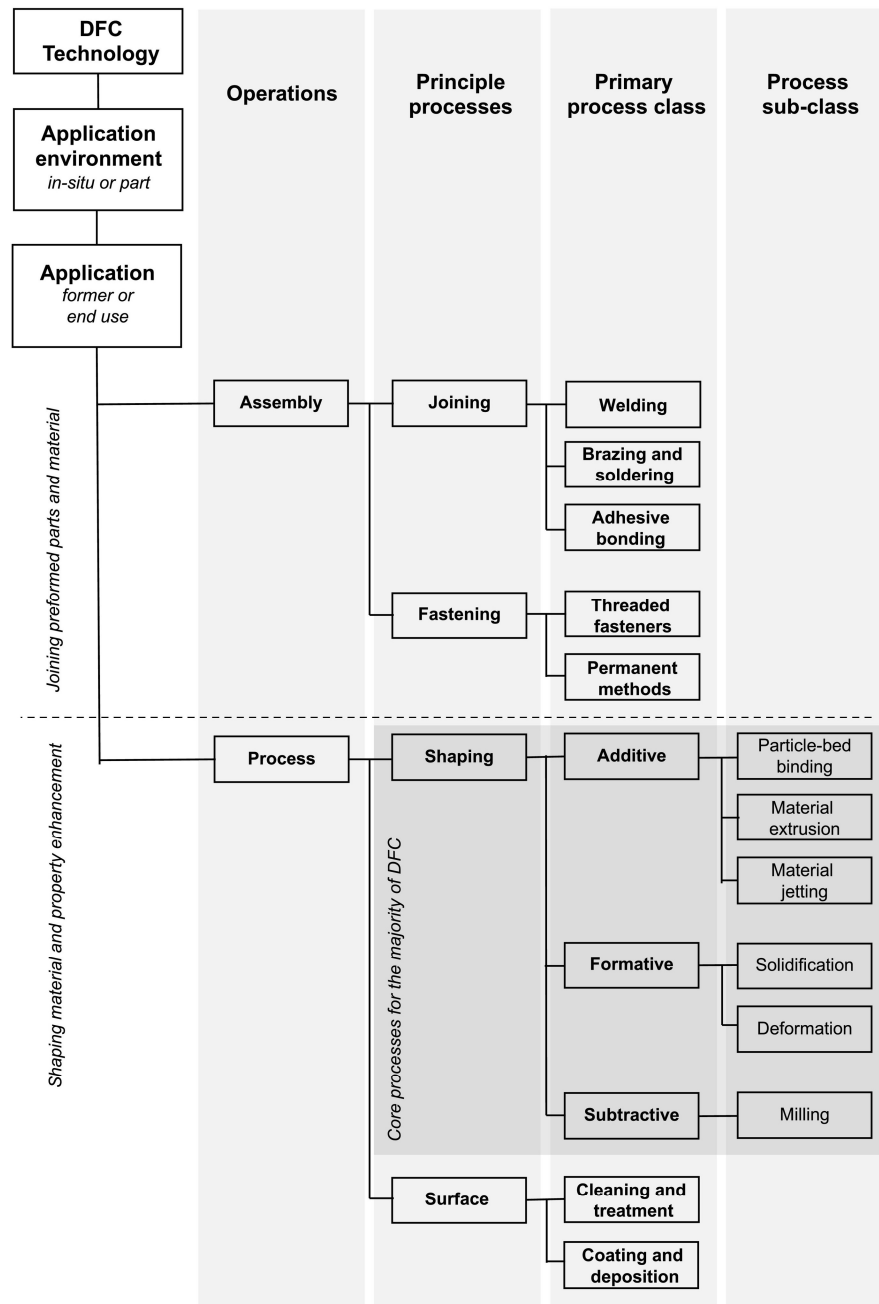 DFC
Technology
Operations
Principle
processes
Primary
process class
Process
sub-class
Application
environment
in-situ or part
Application
former or
end use
Joining preformed parts and material
Assembly
Joining
Welding
Brazing and
soldering
Adhesive
bonding
Fastening
Threaded
fasteners
Permanent
methods
Shaping material and property enhancement
Process
Core processes for the majority of DFC
Shaping
Additive
Particle-bed
binding
Material
extrusion
Material
jetting
Formative
Solidification
Deformation
Subtractive
Milling
Surface
Cleaning and
treatment
Coating and
deposition